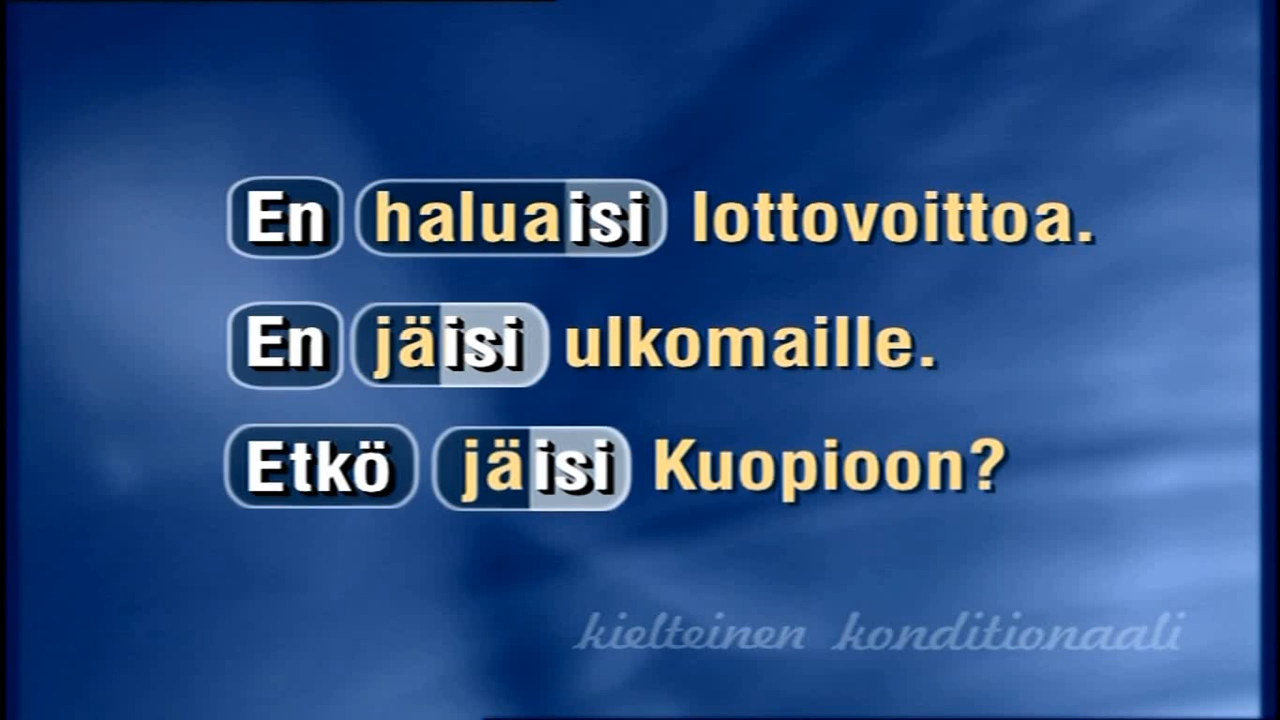 En haluaisi lottovoittoa.
En jäisi ulkomaille.
Etkö jäisi Kuopioon?
kielteinen konditionaali